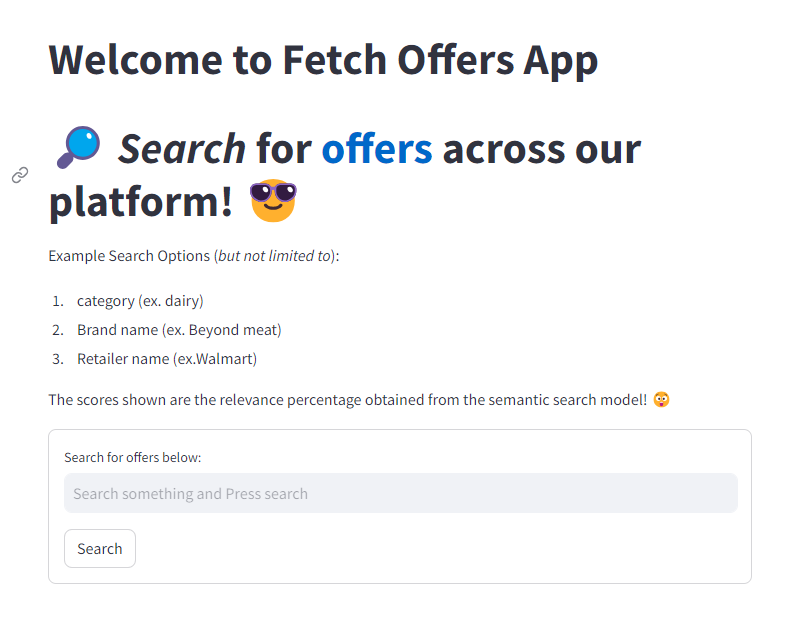 Welcome to Fetch Offers App
🔎 Search for offers across our
platform! 😎
Example Search Options (but not limited to):
1. category (ex. dairy)
2. Brand name (ex. Beyond meat)
3. Retailer name (ex.Walmart)
The scores shown are the relevance percentage obtained from the semantic search model! 😲
Search for offers below:
Search something and Press search
Search